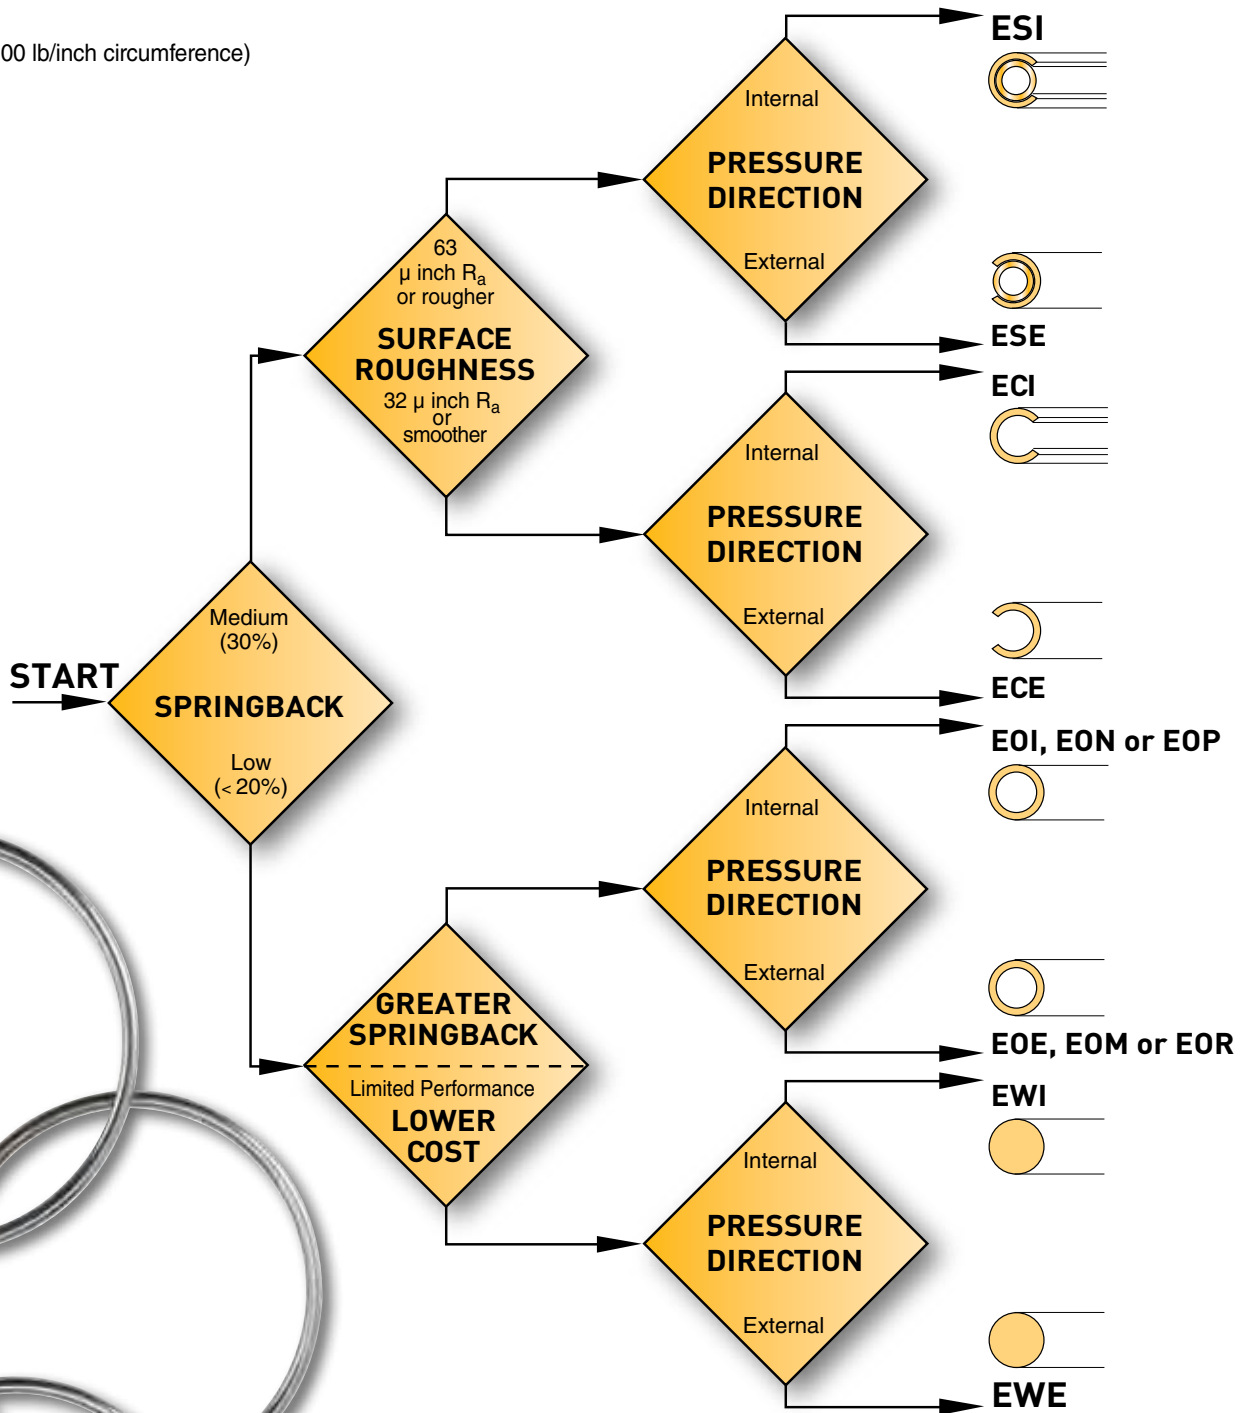 00 lb/inch circumference)
ESI
Internal
PRESSURE
DIRECTION
External
ESE
63
µ inch Ra
or rougher
SURFACE
ROUGHNESS
32 µ inch Ra
or
smoother
ECI
Internal
PRESSURE
DIRECTION
External
ECE
START
Medium
(30%)
SPRINGBACK
Low
(< 20%)
EOI, EON or EOP
Internal
PRESSURE
DIRECTION
External
EOE, EOM or EOR
GREATER
SPRINGBACK
Limited Performance
LOWER
COST
EWI
Internal
PRESSURE
DIRECTION
External
EWE